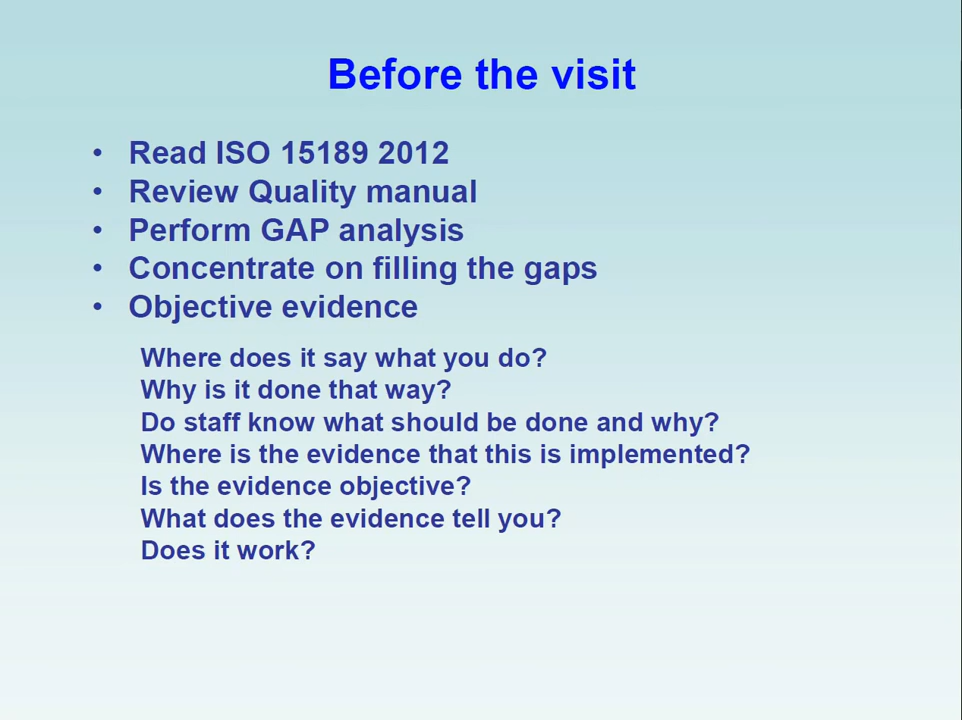 Before the visit
• Read ISO 15189 2012
• Review Quality manual
• Perform GAP analysis
• Concentrate on filling the gaps
• Objective evidence
Where does it say what you do?
Why is it done that way?
Do staff know what should be done and why?
Where is the evidence that this is implemented?
Is the evidence objective?
What does the evidence tell you?
Does it work?